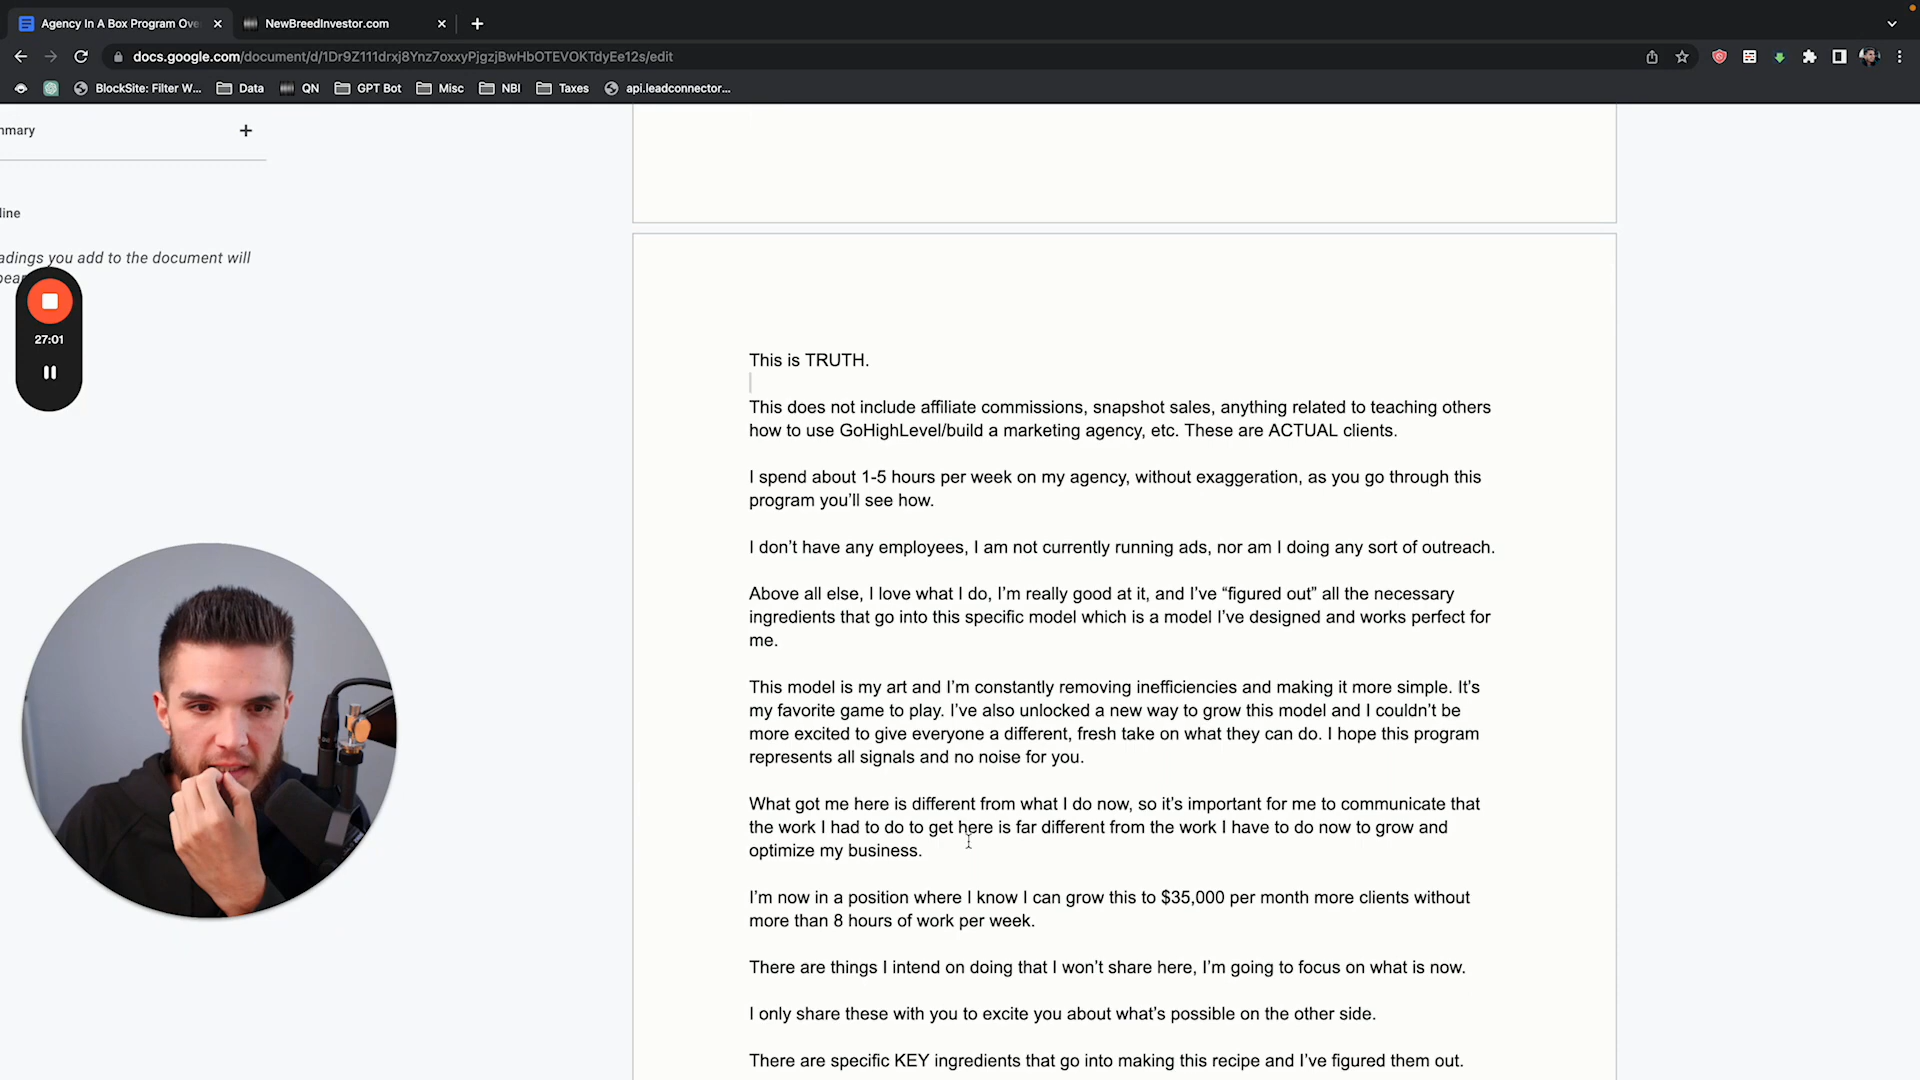 Agency In A Box Program Ove
NewBreedInvestor.com
docs.google.com/document/d/1Dr9Z111drxj8Ynz7oxxyPjgzjBwHbOTEVOKTdyEe12s/edit
BlockSite: Filter W...
Data
QN
GPT Bot
Misc
NBI
Taxes
api.leadconnector...
mmary
line
adings you add to the document will
pear
27:01
This is TRUTH.
This does not include affiliate commissions, snapshot sales, anything related to teaching others
how to use GoHighLevel/build a marketing agency, etc. These are ACTUAL clients.
I spend about 1-5 hours per week on my agency, without exaggeration, as you go through this
program you’ll see how.
I don’t have any employees, I am not currently running ads, nor am I doing any sort of outreach.
Above all else, I love what I do, I’m really good at it, and I’ve “figured out” all the necessary
ingredients that go into this specific model which is a model I’ve designed and works perfect for
me.
This model is my art and I’m constantly removing inefficiencies and making it more simple. It’s
my favorite game to play. I’ve also unlocked a new way to grow this model and I couldn’t be
more excited to give everyone a different, fresh take on what they can do. I hope this program
represents all signals and no noise for you.
What got me here is different from what I do now, so it’s important for me to communicate that
the work I had to do to get here is far different from the work I have to do now to grow and
optimize my business.
I’m now in a position where I know I can grow this to $35,000 per month more clients without
more than 8 hours of work per week.
There are things I intend on doing that I won’t share here, I’m going to focus on what is now.
I only share these with you to excite you about what’s possible on the other side.
There are specific KEY ingredients that go into making this recipe and I’ve figured them out.